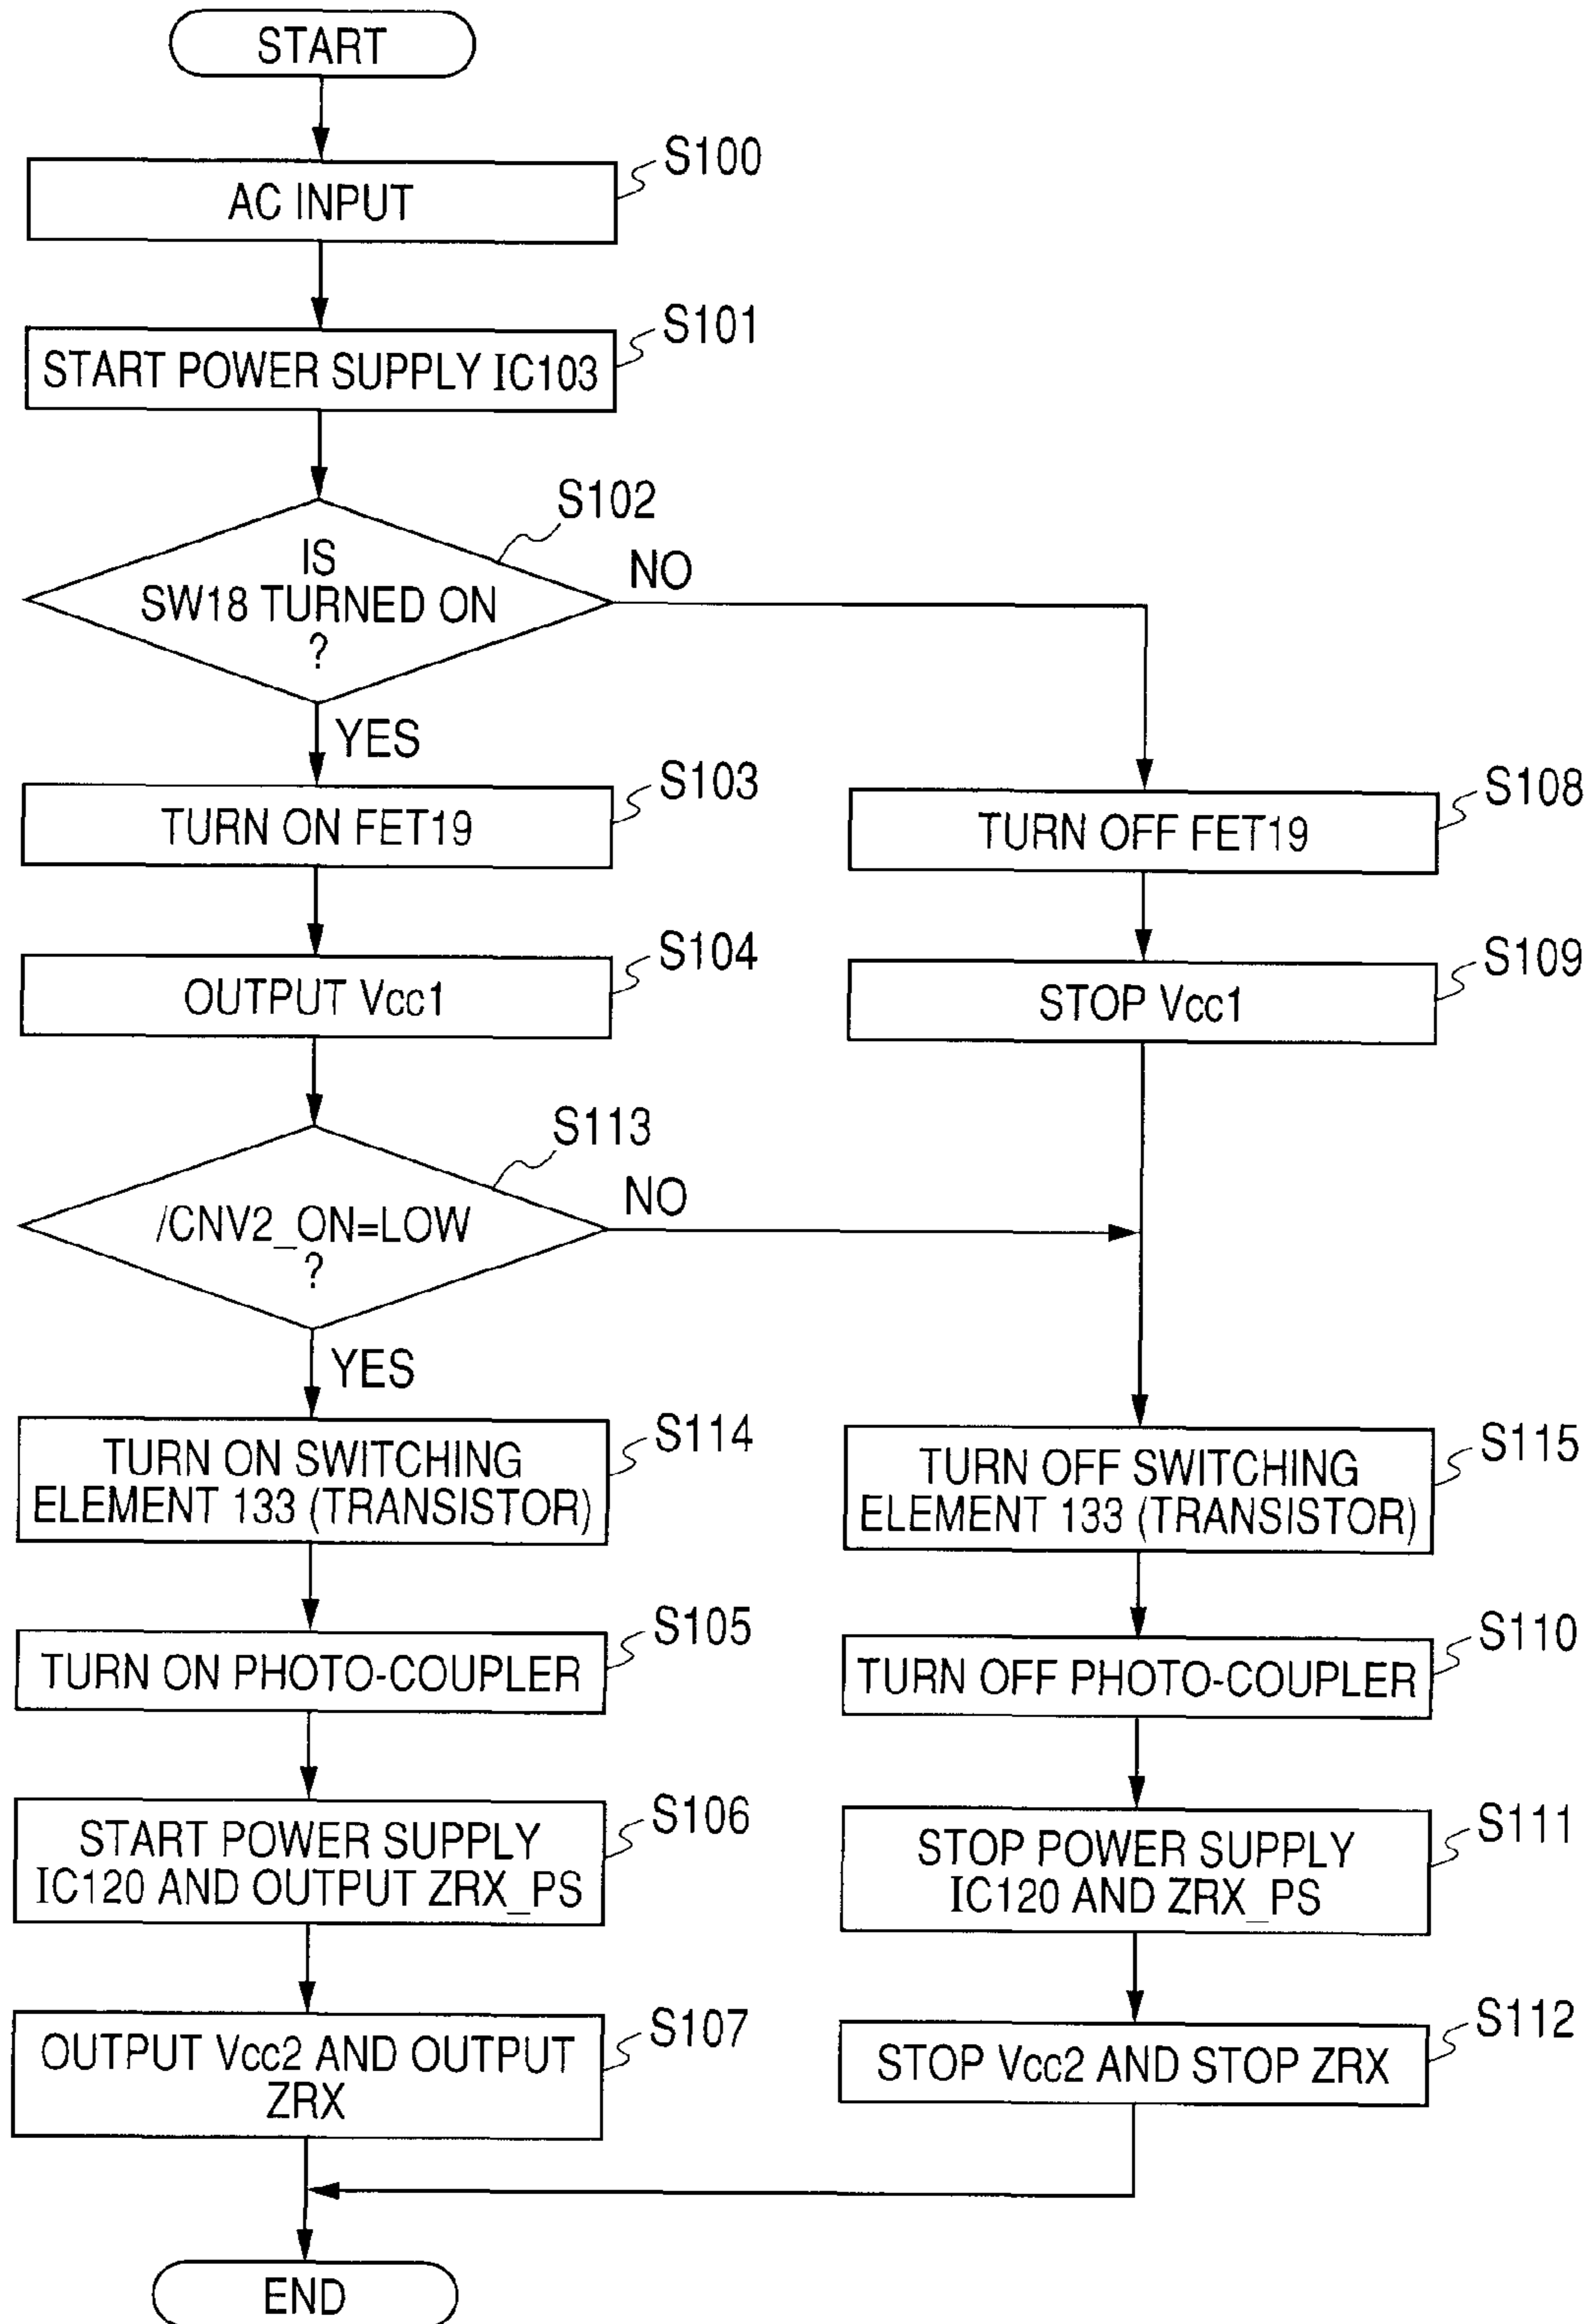 START
S100
AC INPUT
S101
START POWER SUPPLY IC103
S102
IS
SW18 TURNED ON
?
NO
YES
S103
TURN ON FET19
S108
TURN OFF FET19
S104
OUTPUT Vcc1
S109
STOP Vcc1
S113
/CNV2_ON=LOW
?
NO
YES
S114
TURN ON SWITCHING
ELEMENT 133 (TRANSISTOR)
S115
TURN OFF SWITCHING
ELEMENT 133 (TRANSISTOR)
S105
TURN ON PHOTO-COUPLER
S110
TURN OFF PHOTO-COUPLER
S106
START POWER SUPPLY
IC120 AND OUTPUT ZRX_PS
S111
STOP POWER SUPPLY
IC120 AND ZRX_PS
S107
OUTPUT Vcc2 AND OUTPUT
ZRX
S112
STOP Vcc2 AND STOP ZRX
END